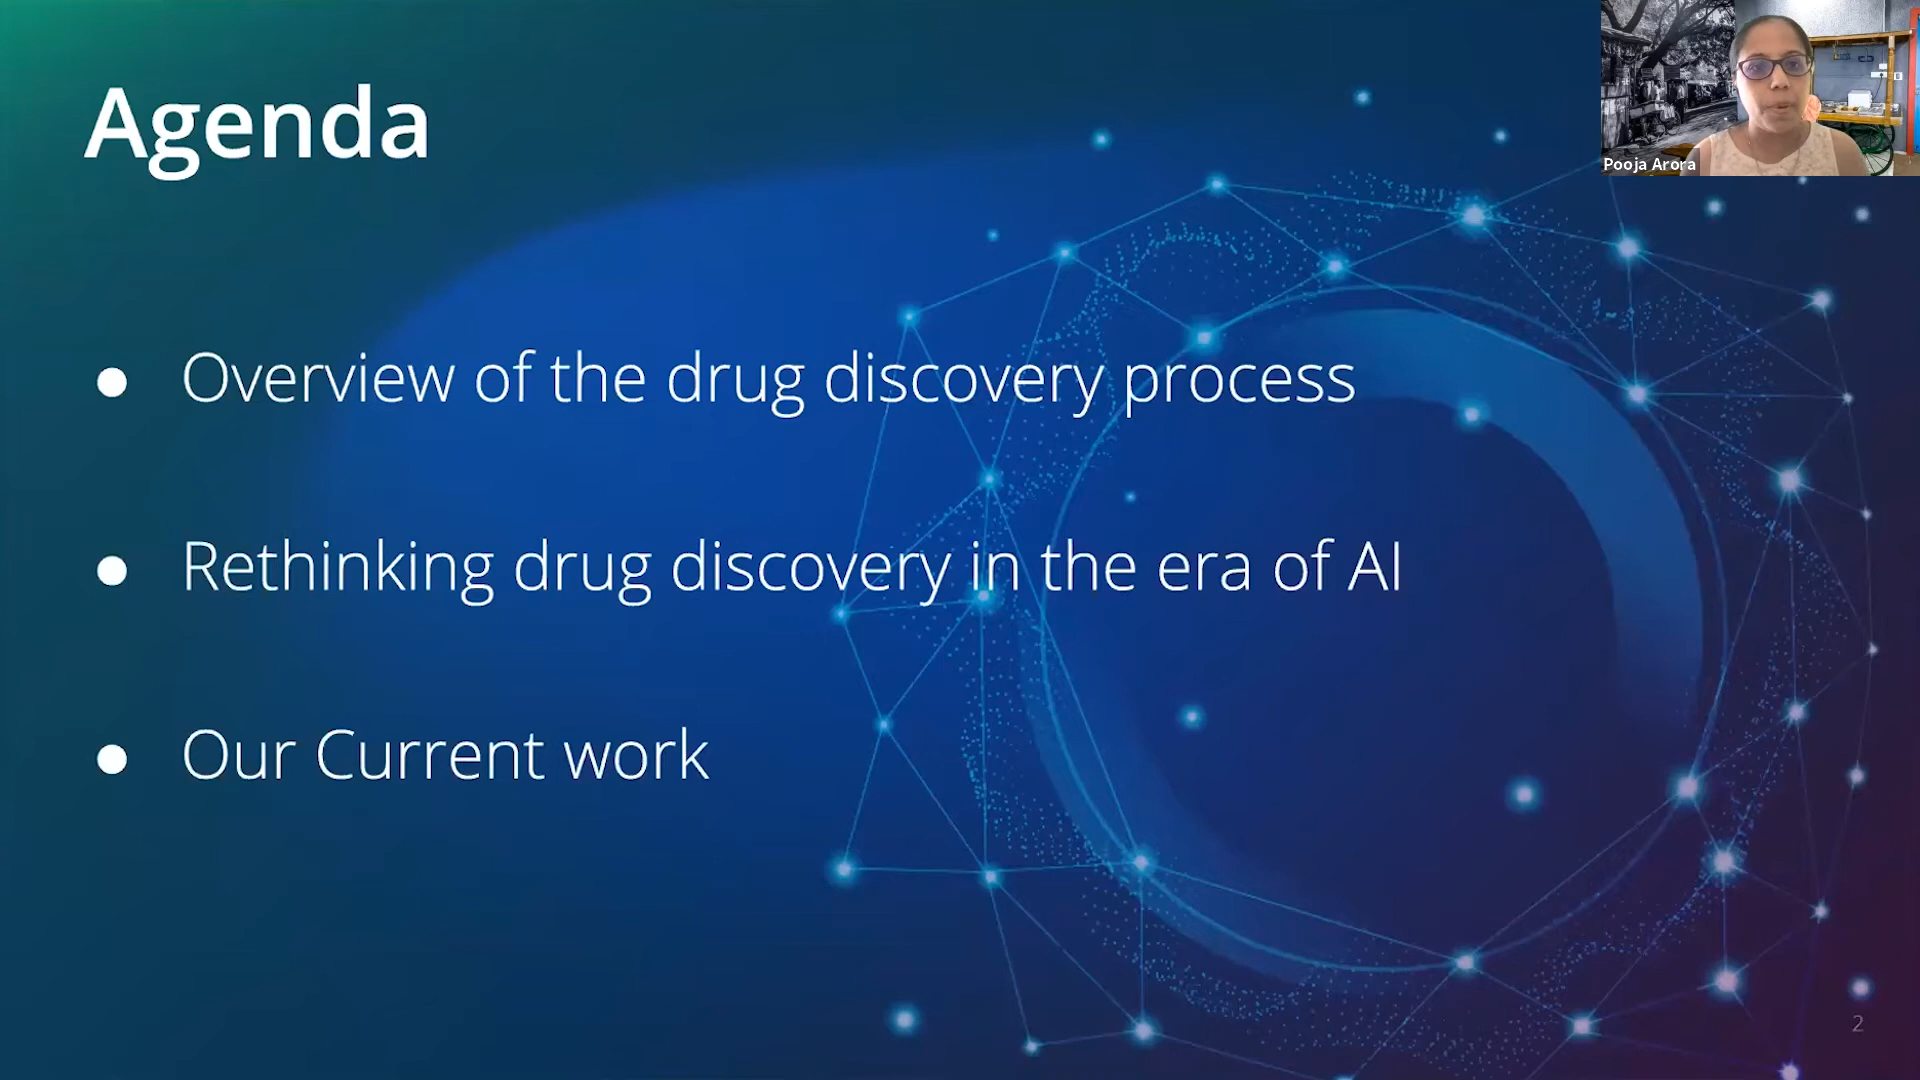 Agenda
Pooja Arora
● Overview of the drug discovery process
● Rethinking drug discovery in the era of AI
● Our Current work
2